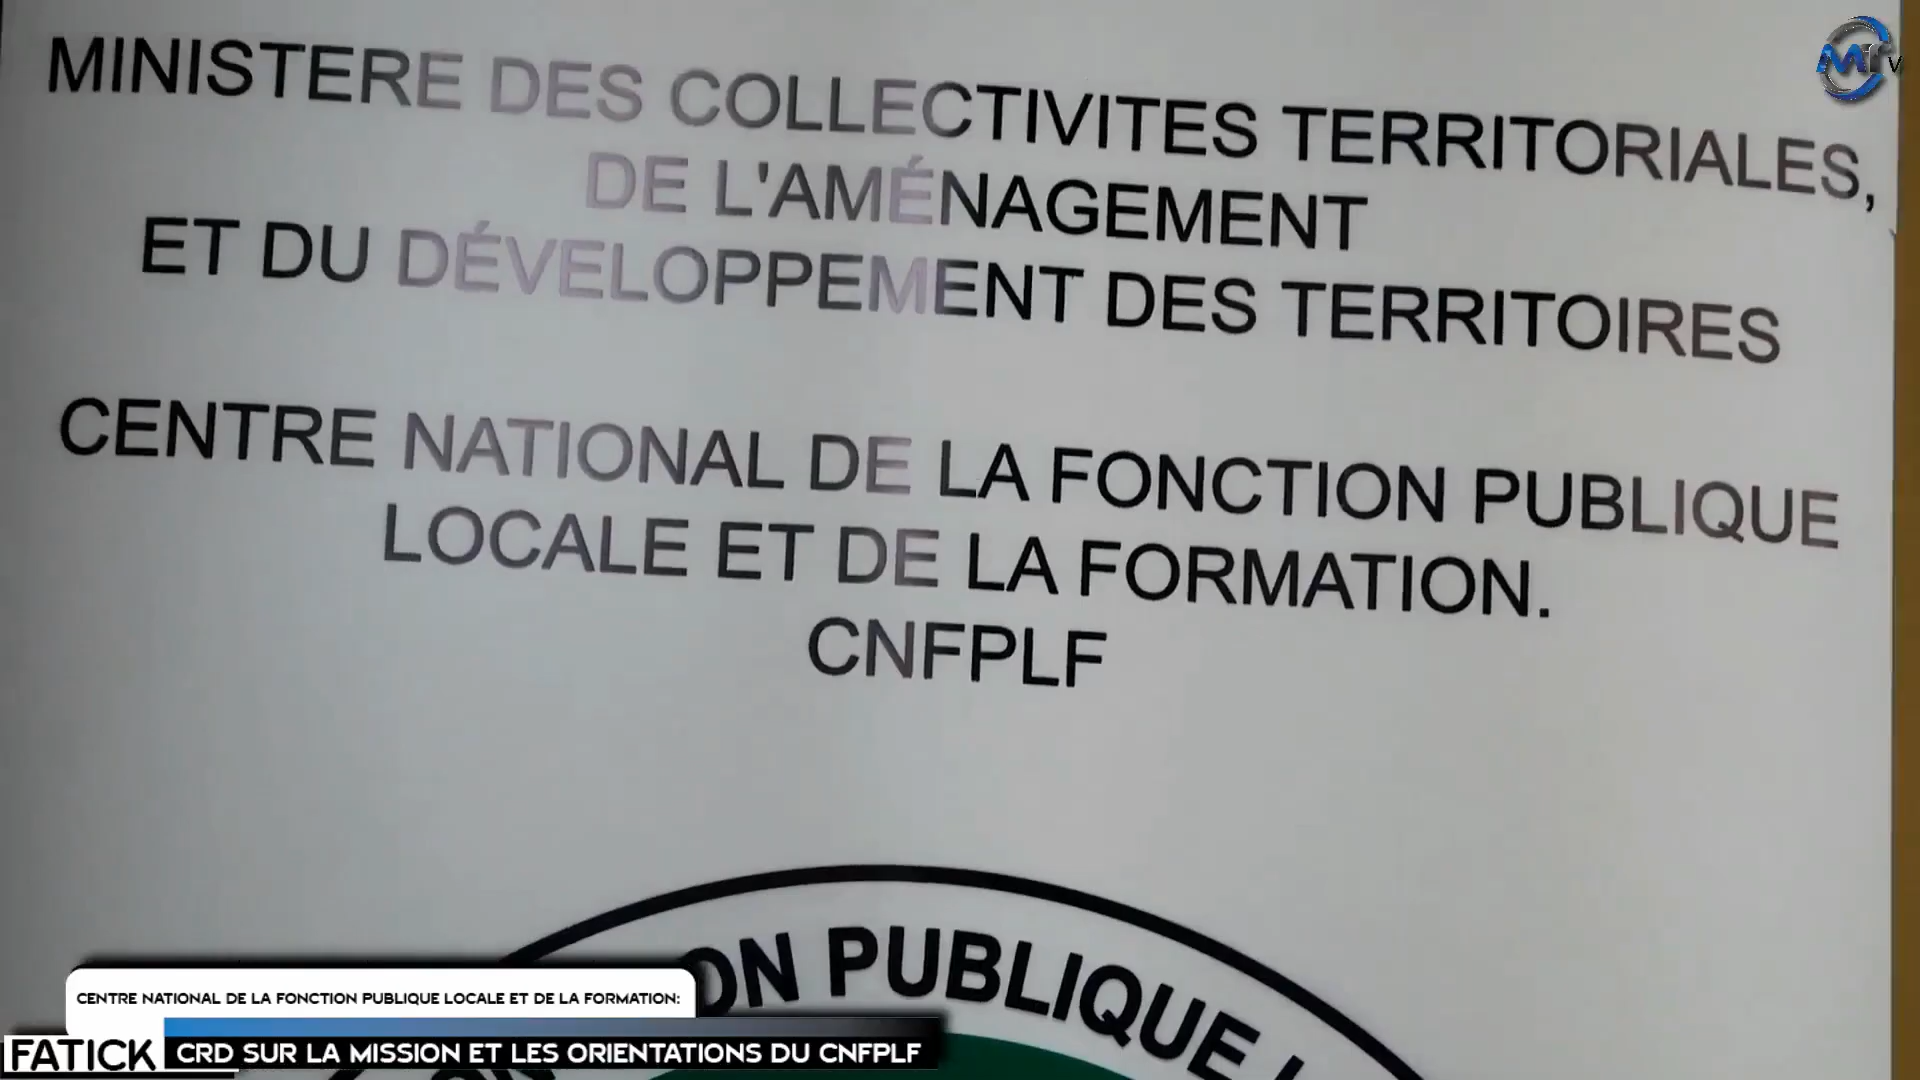 MTv
MINISTERE DES COLLECTIVITES TERRITORIALES,
DE L'AMÉNAGEMENT
ET DU DÉVELOPPEMENT DES TERRITOIRES
CENTRE NATIONAL DE LA FONCTION PUBLIQUE
LOCALE ET DE LA FORMATION.
CNFPLF
PUBLIQUE
CENTRE NATIONAL DE LA FONCTION PUBLIQUE LOCALE ET DE LA FORMATION:
FATICK CRD SUR LA MISSION ET LES ORIENTATIONS DU CNFPLF